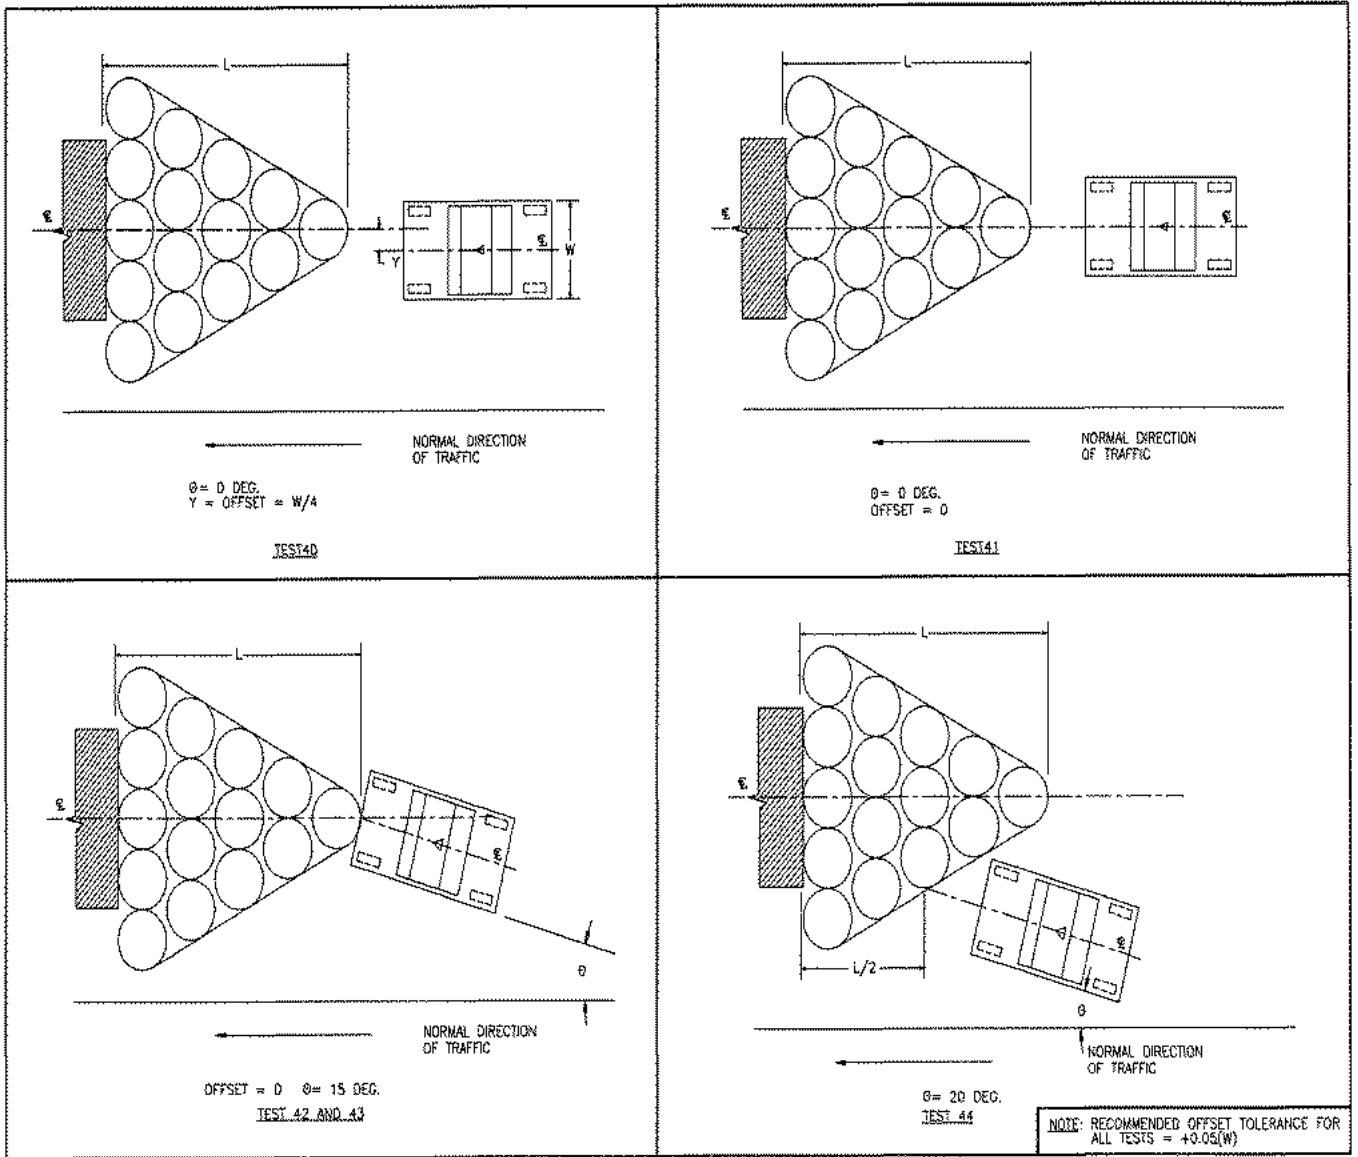 L
℄
Y
℄
W
NORMAL DIRECTION
OF TRAFFIC
θ= 0 DEG.
Y = OFFSET = W/4
TEST40
L
℄
℄
NORMAL DIRECTION
OF TRAFFIC
θ= 0 DEG.
OFFSET = 0
TEST41
L
℄
℄
θ
NORMAL DIRECTION
OF TRAFFIC
OFFSET = 0 θ= 15 DEG.
TEST 42 AND 43
L
℄
℄
L/2
θ
NORMAL DIRECTION
OF TRAFFIC
θ= 20 DEG.
TEST 44
NOTE: RECOMMENDED OFFSET TOLERANCE FOR
ALL TESTS = +0.05(W)